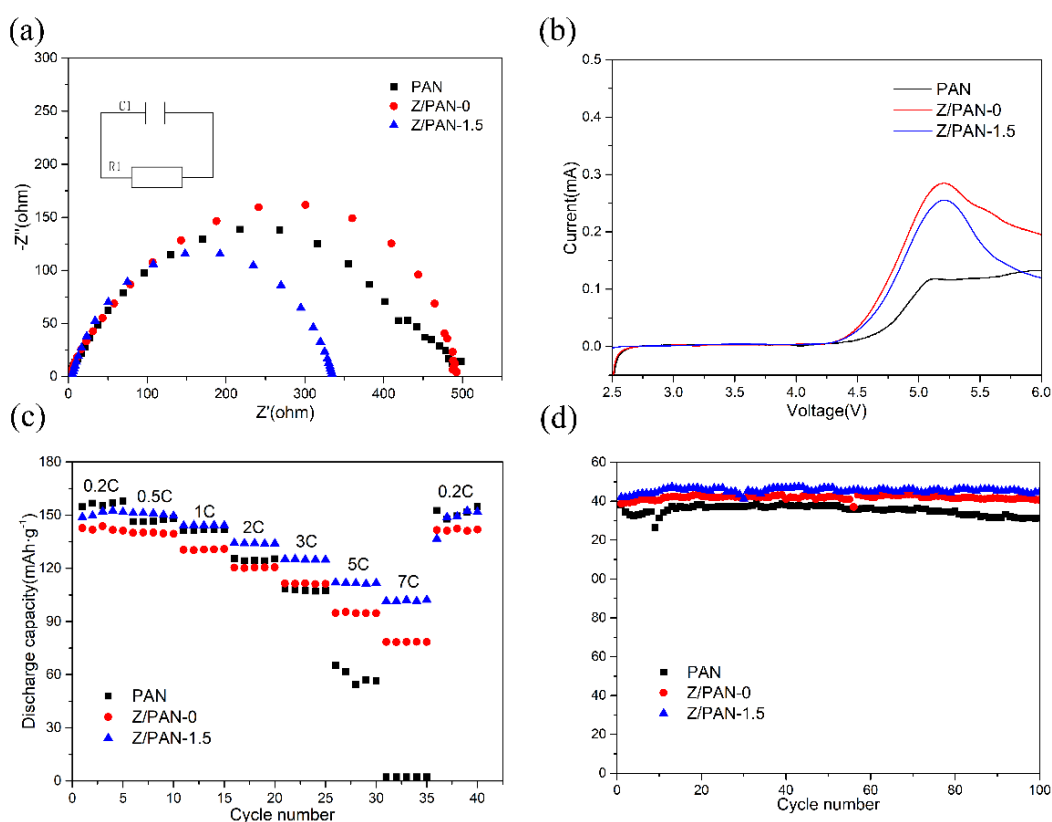 (a)
-Z''(ohm)
300
250
200
150
100
50
0
0 100 200 300 400 500
Z'(ohm)
C1
R1
PAN
Z/PAN-0
Z/PAN-1.5
(b)
Current(mA)
0.5
0.4
0.3
0.2
0.1
0.0
2.5 3.0 3.5 4.0 4.5 5.0 5.5 6.0
Voltage(V)
PAN
Z/PAN-0
Z/PAN-1.5
(c)
Discharge capacity(mAh·g⁻¹)
180
150
120
90
60
30
0
0 5 10 15 20 25 30 35 40
Cycle number
0.2C
0.5C
1C
2C
3C
5C
7C
0.2C
PAN
Z/PAN-0
Z/PAN-1.5
(d)
60
40
20
00
80
60
40
20
0
0 20 40 60 80 100
Cycle number
PAN
Z/PAN-0
Z/PAN-1.5